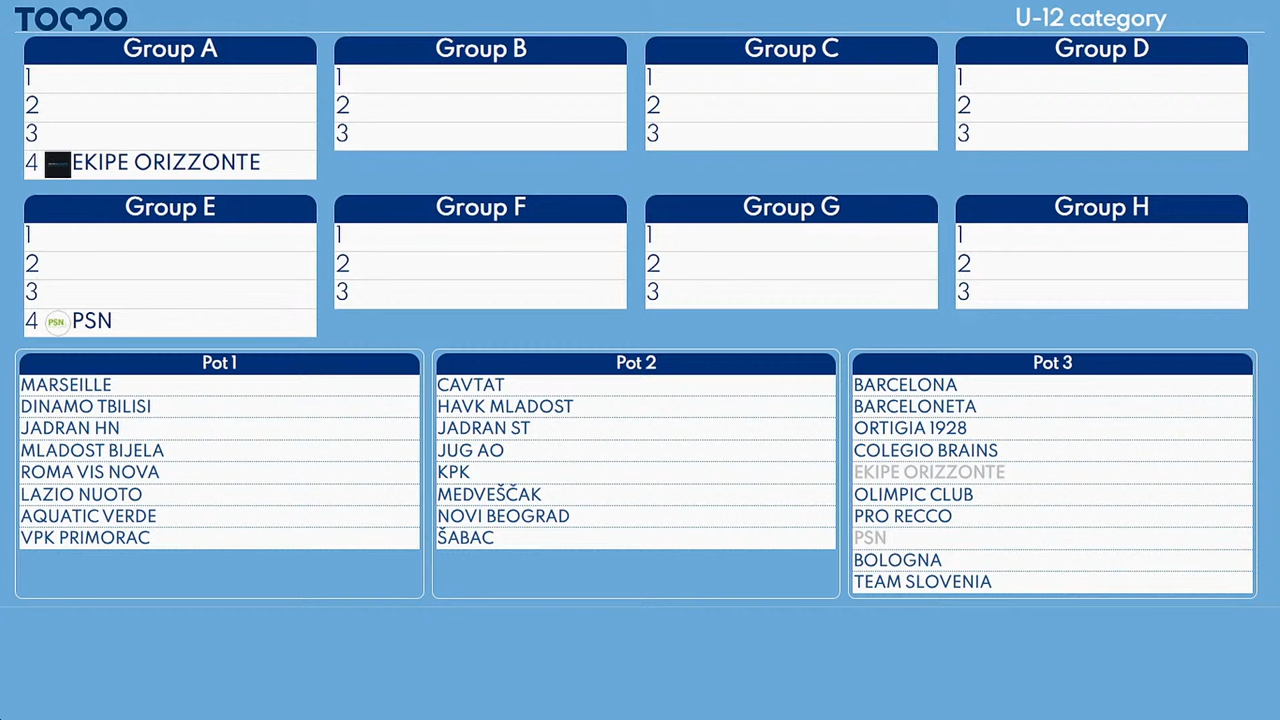 TOMO
U-12 category
Group A
1
2
3
4 EKIPE ORIZZONTE
Group B
1
2
3
Group C
1
2
3
Group D
1
2
3
Group E
1
2
3
4 PSN PSN
Group F
1
2
3
Group G
1
2
3
Group H
1
2
3
Pot 1
MARSEILLE
DINAMO TBILISI
JADRAN HN
MLADOST BIJELA
ROMA VIS NOVA
LAZIO NUOTO
AQUATIC VERDE
VPK PRIMORAC
Pot 2
CAVTAT
HAVK MLADOST
JADRAN ST
JUG AO
KPK
MEDVEŠČAK
NOVI BEOGRAD
ŠABAC
Pot 3
BARCELONA
BARCELONETA
ORTIGIA 1928
COLEGIO BRAINS
EKIPE ORIZZONTE
OLIMPIC CLUB
PRO RECCO
PSN
BOLOGNA
TEAM SLOVENIA